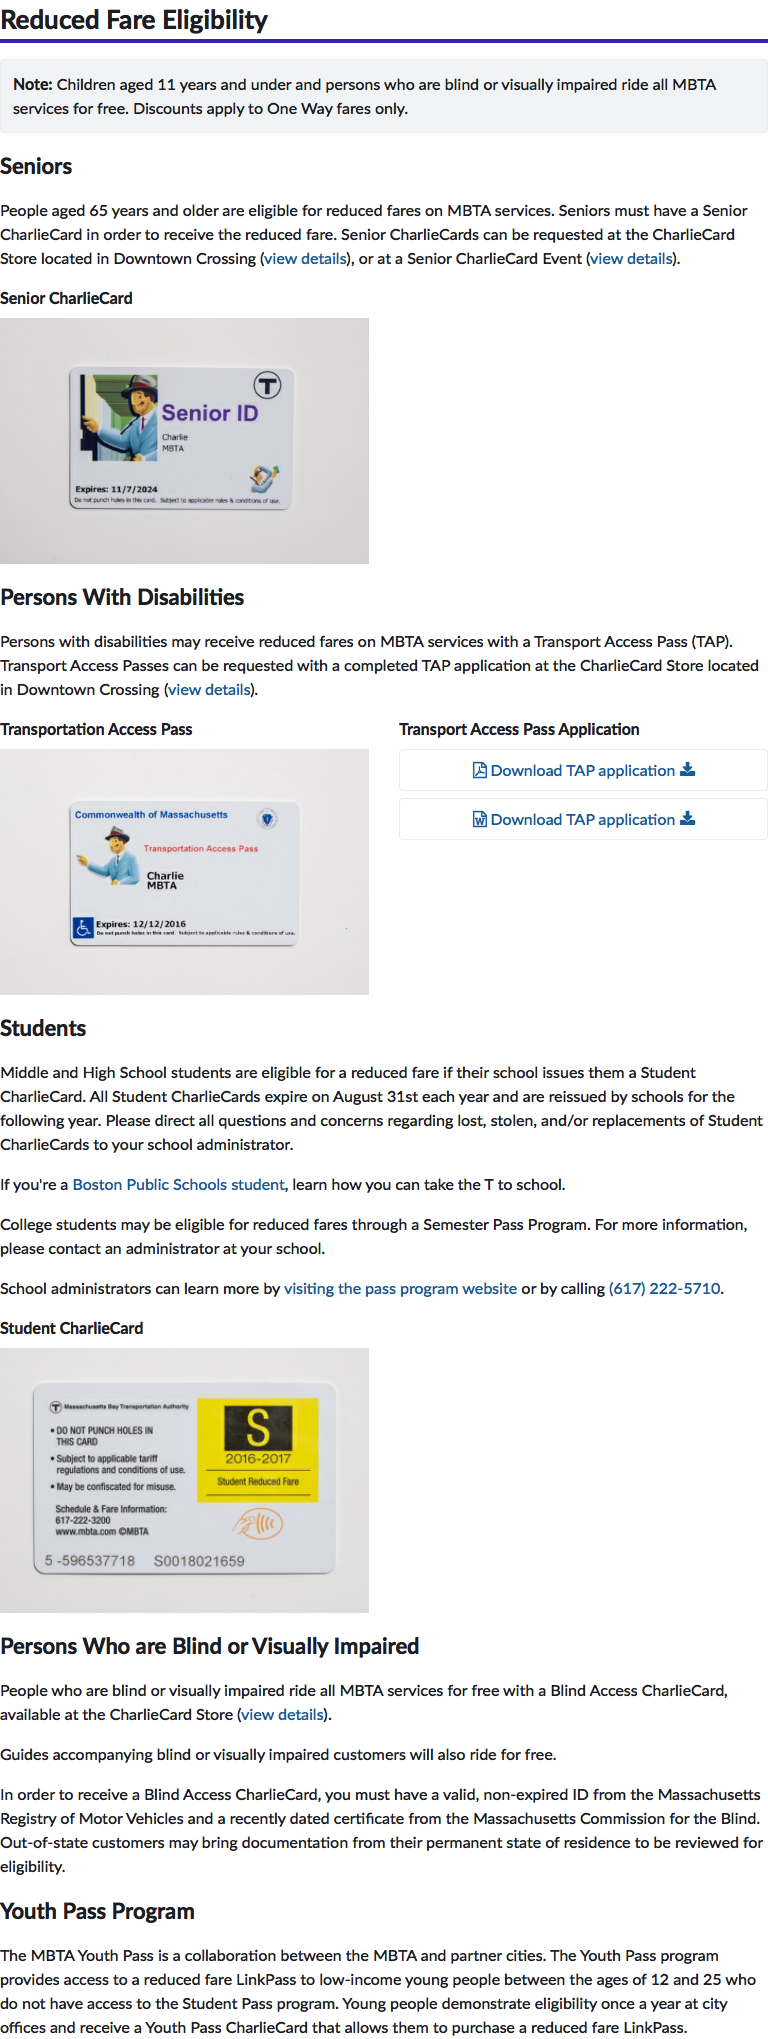 Reduced Fare Eligibility
Note: Children aged 11 years and under and persons who are blind or visually impaired ride all MBTA
services for free. Discounts apply to One Way fares only.
Seniors
People aged 65 years and older are eligible for reduced fares on MBTA services. Seniors must have a Senior
CharlieCard in order to receive the reduced fare. Senior CharlieCards can be requested at the CharlieCard
Store located in Downtown Crossing (view details), or at a Senior CharlieCard Event (view details).
Senior CharlieCard
T
Senior ID
Charlie
MBTA
Expires: 11/7/2024
Do not punch holes in this card. Subject to applicable rules & conditions of use.
Persons With Disabilities
Persons with disabilities may receive reduced fares on MBTA services with a Transport Access Pass (TAP).
Transport Access Passes can be requested with a completed TAP application at the CharlieCard Store located
in Downtown Crossing (view details).
Transportation Access Pass
Commonwealth of Massachusetts
Transportation Access Pass
Charlie
MBTA
Expires: 12/12/2016
Do not punch holes in this card. Subject to applicable rules & conditions of use.
Transport Access Pass Application
Download TAP application
Download TAP application
Students
Middle and High School students are eligible for a reduced fare if their school issues them a Student
CharlieCard. All Student CharlieCards expire on August 31st each year and are reissued by schools for the
following year. Please direct all questions and concerns regarding lost, stolen, and/or replacements of Student
CharlieCards to your school administrator.
If you're a Boston Public Schools student, learn how you can take the T to school.
College students may be eligible for reduced fares through a Semester Pass Program. For more information,
please contact an administrator at your school.
School administrators can learn more by visiting the pass program website or by calling (617) 222-5710.
Student CharlieCard
T Massachusetts Bay Transportation Authority
• DO NOT PUNCH HOLES IN
THIS CARD
• Subject to applicable tariff
regulations and conditions of use.
• May be confiscated for misuse.
Schedule & Fare Information:
617-222-3200
www.mbta.com ©MBTA
5 -596537718 S0018021659
S
2016-2017
Student Reduced Fare
Persons Who are Blind or Visually Impaired
People who are blind or visually impaired ride all MBTA services for free with a Blind Access CharlieCard,
available at the CharlieCard Store (view details).
Guides accompanying blind or visually impaired customers will also ride for free.
In order to receive a Blind Access CharlieCard, you must have a valid, non-expired ID from the Massachusetts
Registry of Motor Vehicles and a recently dated certificate from the Massachusetts Commission for the Blind.
Out-of-state customers may bring documentation from their permanent state of residence to be reviewed for
eligibility.
Youth Pass Program
The MBTA Youth Pass is a collaboration between the MBTA and partner cities. The Youth Pass program
provides access to a reduced fare LinkPass to low-income young people between the ages of 12 and 25 who
do not have access to the Student Pass program. Young people demonstrate eligibility once a year at city
offices and receive a Youth Pass CharlieCard that allows them to purchase a reduced fare LinkPass.